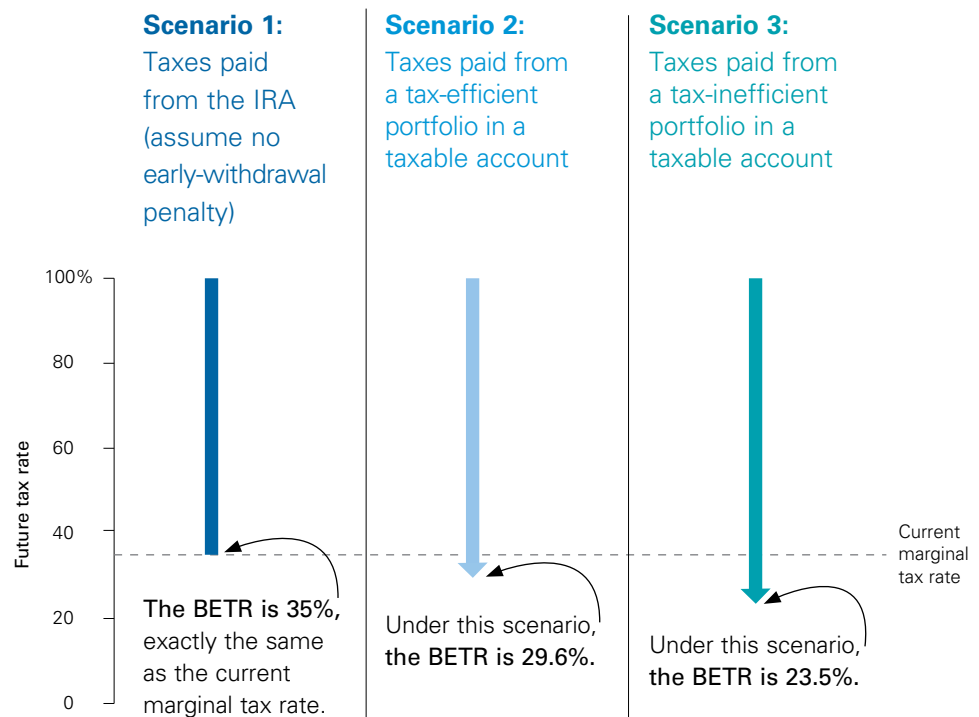 Scenario 1:
Taxes paid
from the IRA
(assume no
early-withdrawal
penalty)
Scenario 2:
Taxes paid from
a tax-efficient
portfolio in a
taxable account
Scenario 3:
Taxes paid from
a tax-inefficient
portfolio in a
taxable account
Future tax rate
100%
80
60
40
20
0
Current
marginal
tax rate
The BETR is 35%,
exactly the same
as the current
marginal tax rate.
Under this scenario,
the BETR is 29.6%.
Under this scenario,
the BETR is 23.5%.